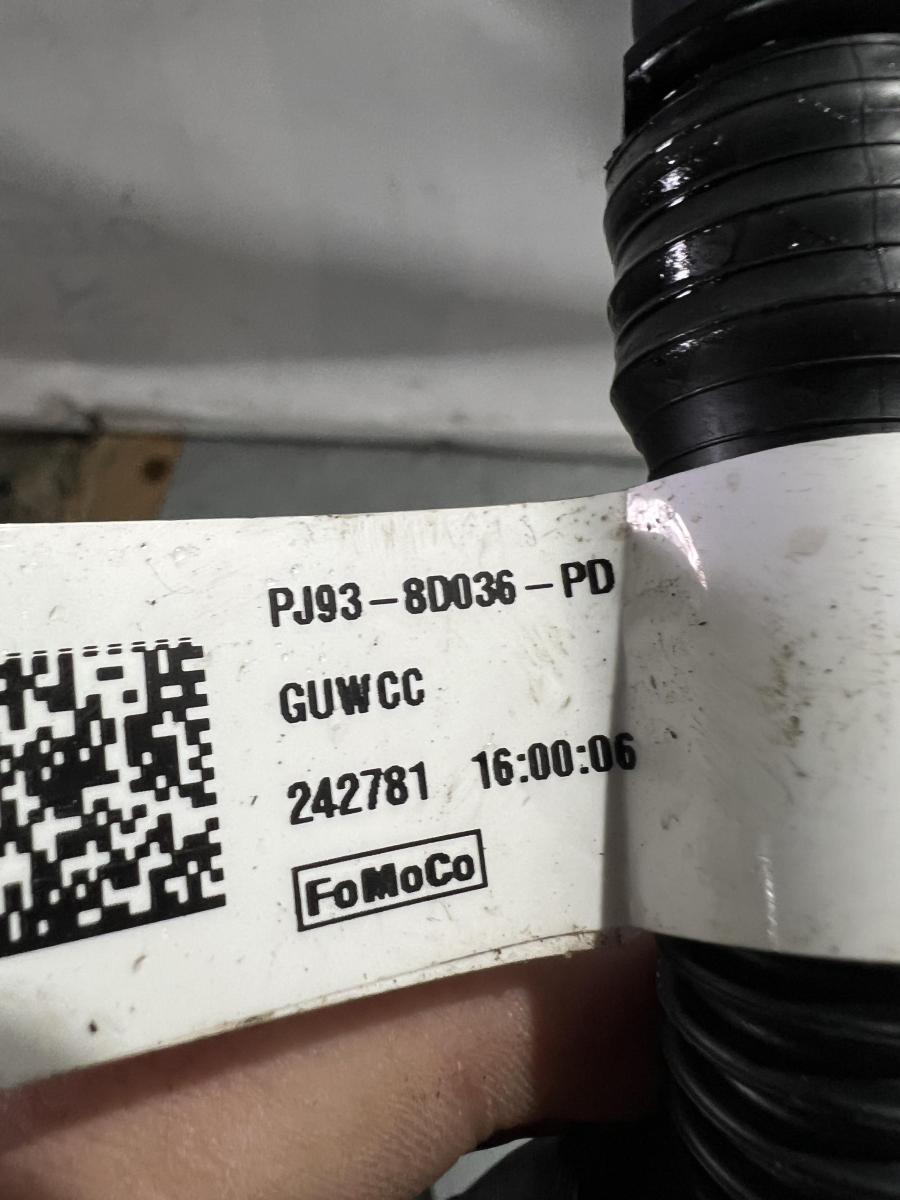 PJ93-8D036-PD
GUWCC
242781 16:00:06
FoMoCo